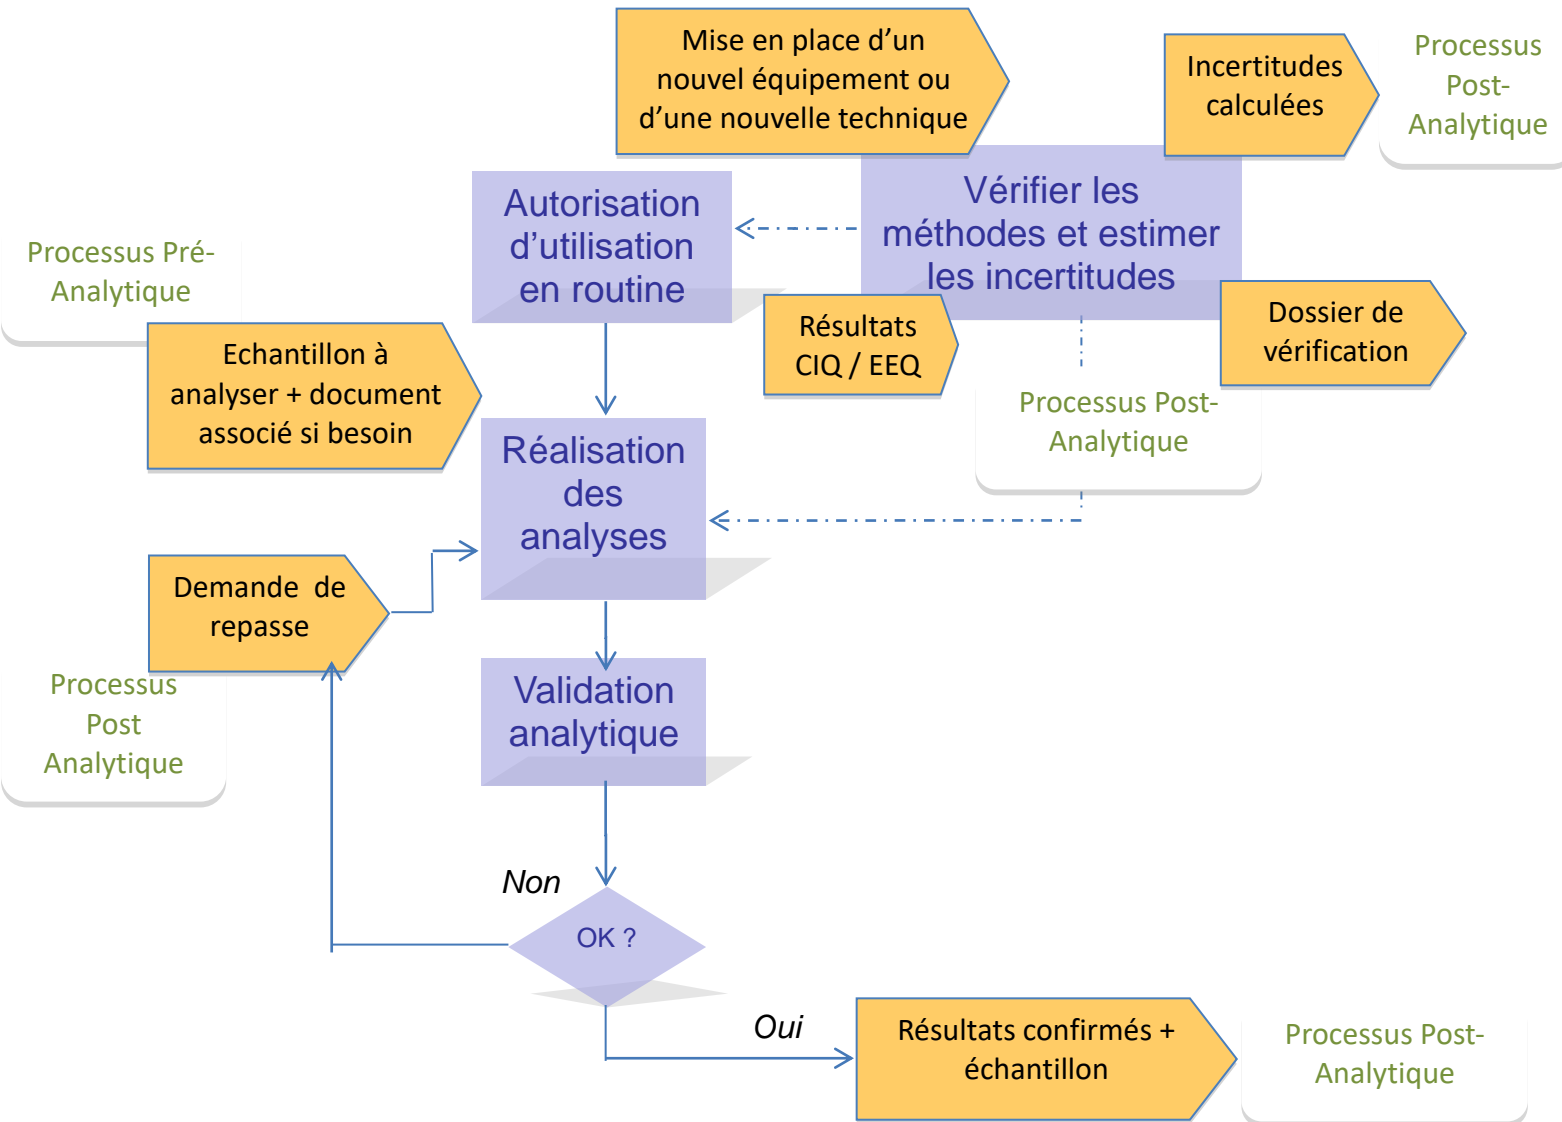 Mise en place d’un
nouvel équipement ou
d’une nouvelle technique
Incertitudes
calculées
Processus
Post-
Analytique
Autorisation
d’utilisation
en routine
Vérifier les
méthodes et estimer
les incertitudes
Processus Pré-
Analytique
Echantillon à
analyser + document
associé si besoin
Résultats
CIQ / EEQ
Dossier de
vérification
Processus Post-
Analytique
Réalisation
des
analyses
Demande  de
repasse
Processus
Post
Analytique
Validation
analytique
Non
OK ?
Oui
Résultats confirmés +
échantillon
Processus Post-
Analytique